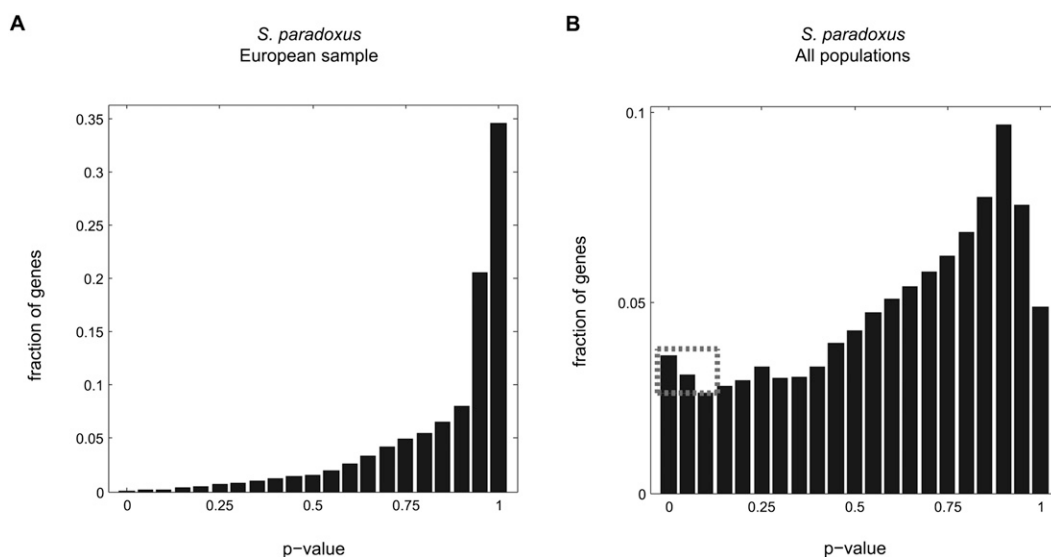 A
S. paradoxus
European sample
0.35
0.3
0.25
0.2
0.15
0.1
0.05
0
fraction of genes
0
0.25
0.5
0.75
1
p-value
B
S. paradoxus
All populations
0.1
0.05
0
fraction of genes
0
0.25
0.5
0.75
1
p-value